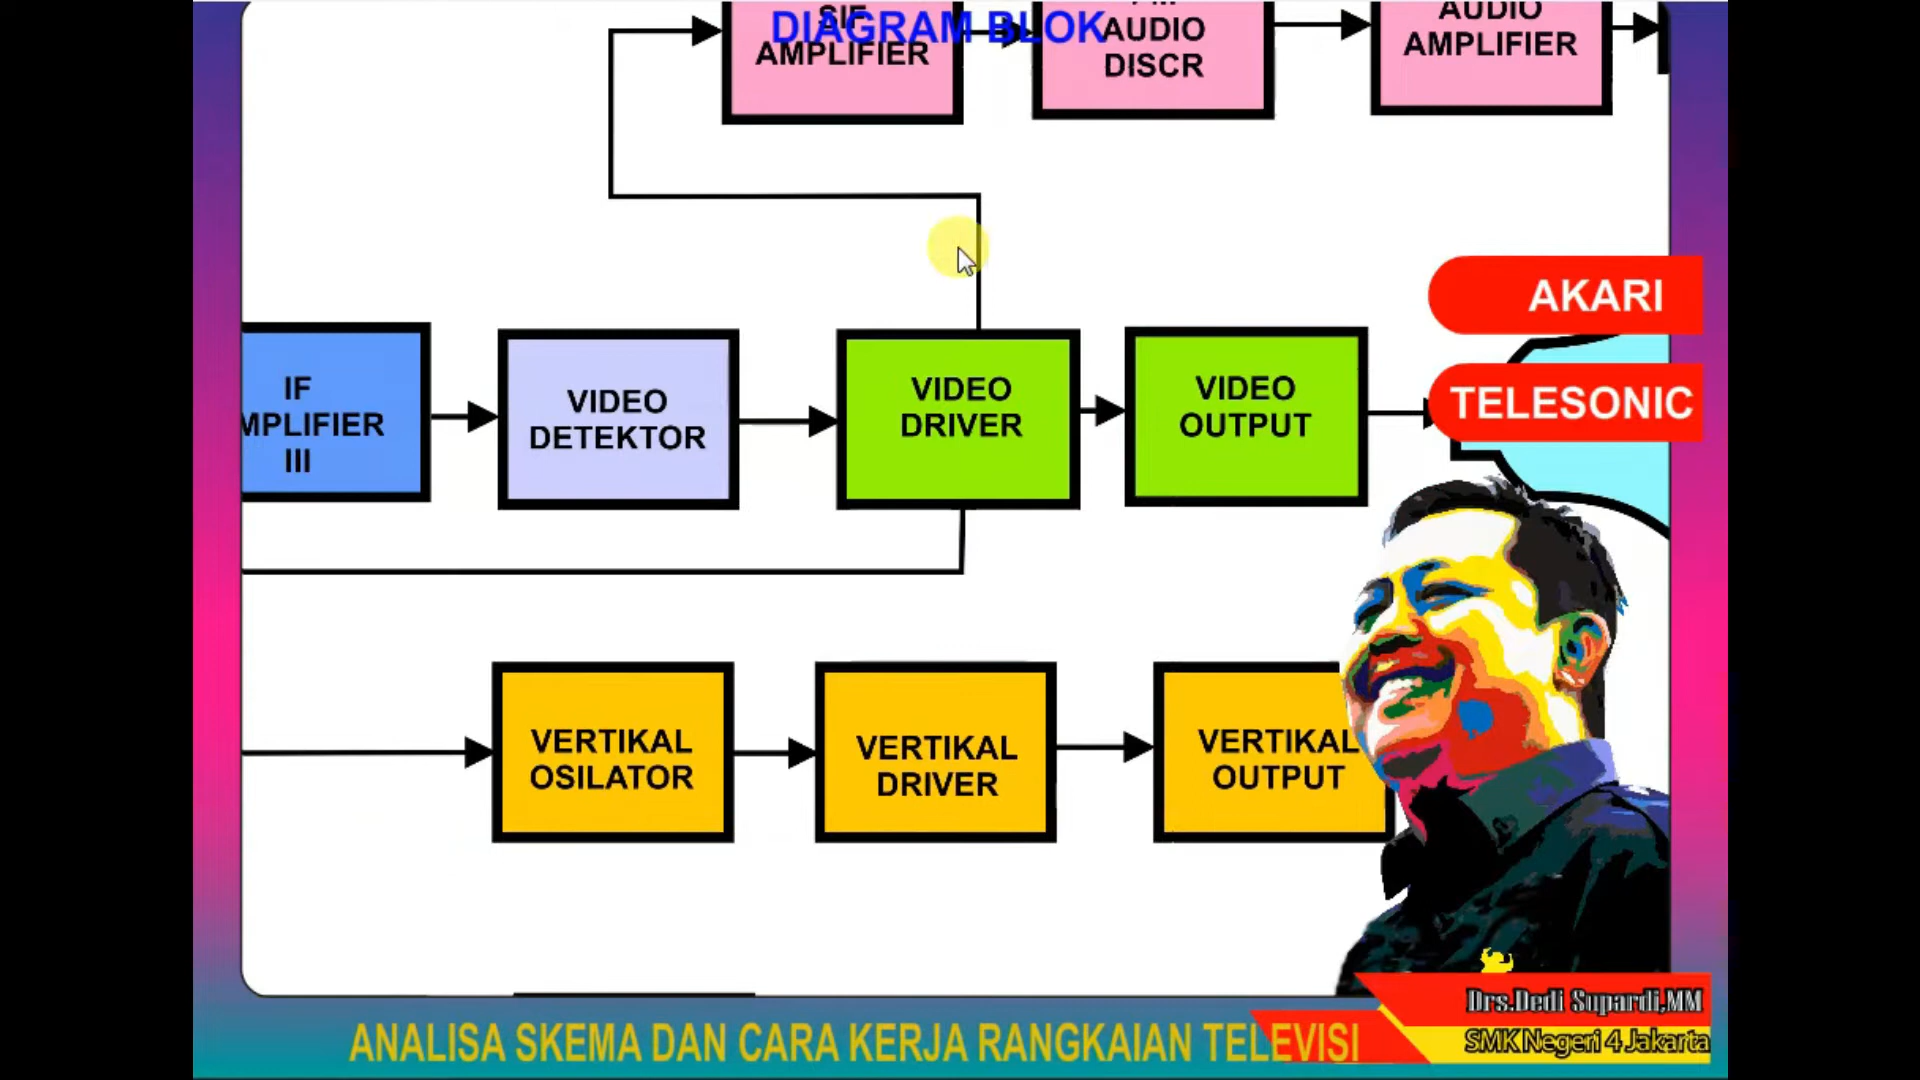 DIAGRAM BLOK
SIF
AMPLIFIER
AUDIO
DISCR
AUDIO
AMPLIFIER
AKARI
TELESONIC
IF
MPLIFIER
III
VIDEO
DETEKTOR
VIDEO
DRIVER
VIDEO
OUTPUT
VERTIKAL
OSILATOR
VERTIKAL
DRIVER
VERTIKAL
OUTPUT
Drs.Dedi Supardi,MM
SMK Negeri 4 Jakarta
ANALISA SKEMA DAN CARA KERJA RANGKAIAN TELEVISI